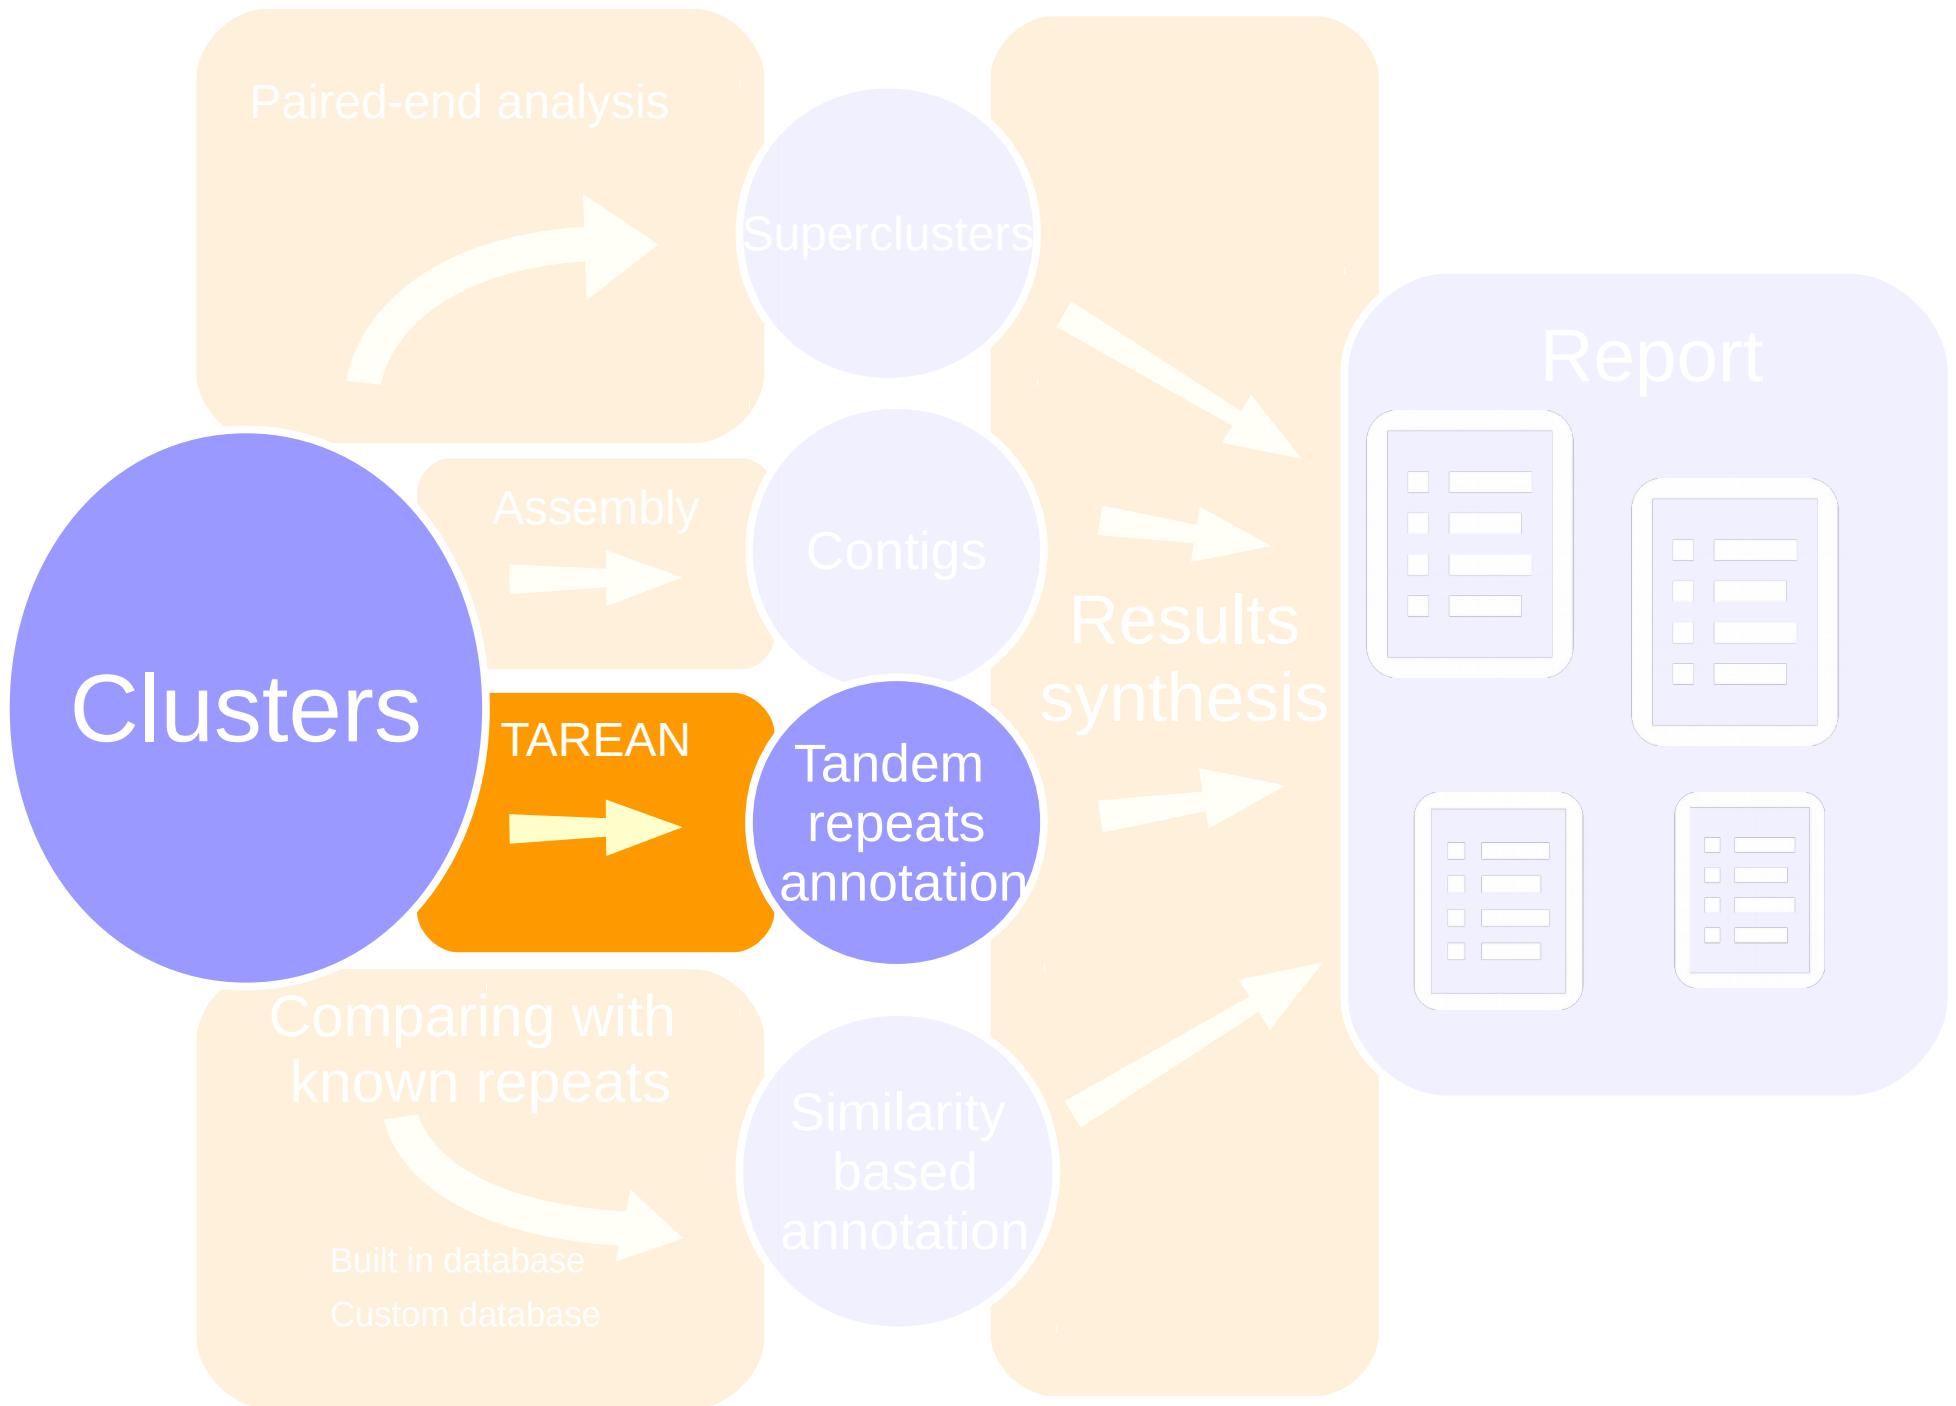 Paired-end analysis
Superclusters
Report
Assembly
Contigs
Results
synthesis
Clusters
TAREAN
Tandem
repeats
annotation
Comparing with
known repeats
Similarity
based
annotation
Built in database
Custom database